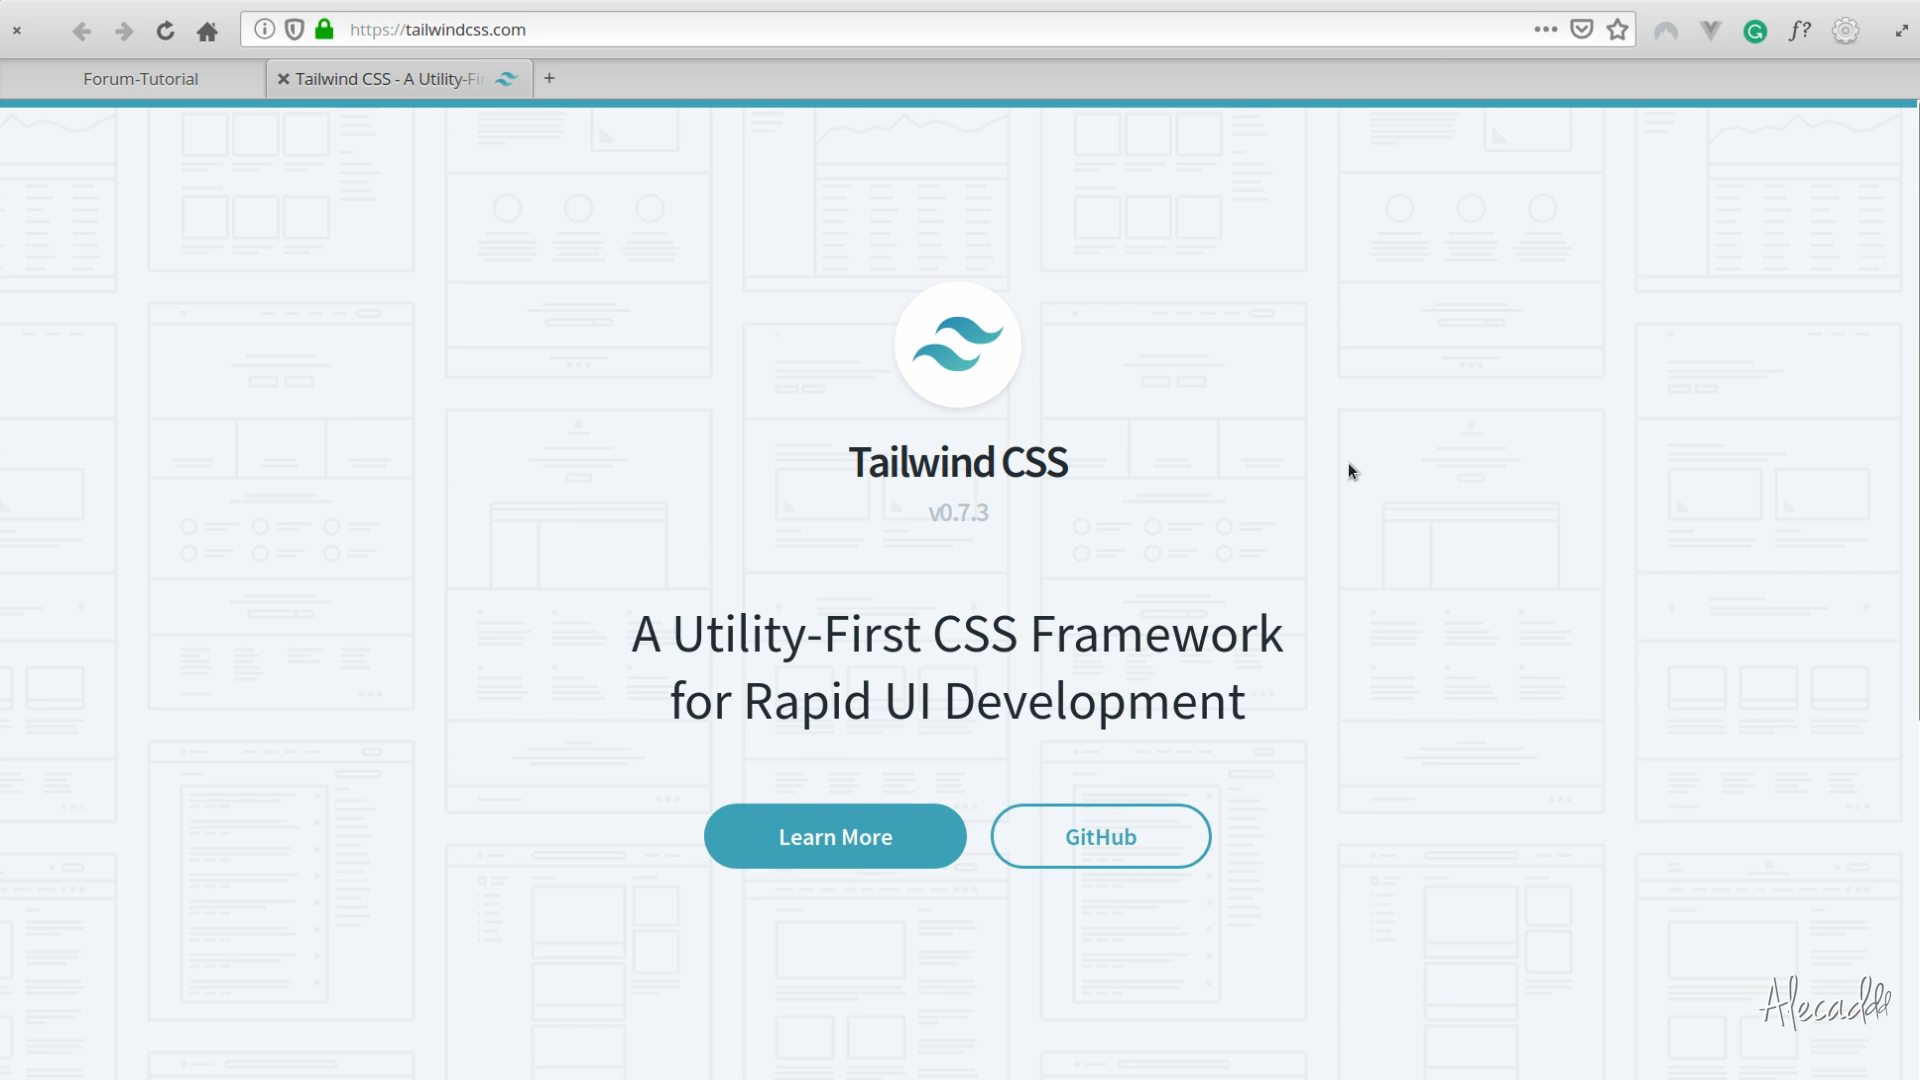 https://tailwindcss.com
f?
Forum-Tutorial
Tailwind CSS - A Utility-Fi
Tailwind CSS
v0.7.3
A Utility-First CSS Framework
for Rapid UI Development
Learn More
GitHub
Alecaddd